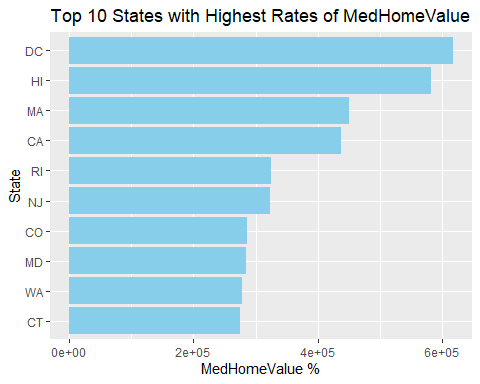 Top 10 States with Highest Rates of MedHomeValue
DC
HI
MA
CA
RI
NJ
CO
MD
WA
CT
State
0e+00 2e+05 4e+05 6e+05
MedHomeValue %